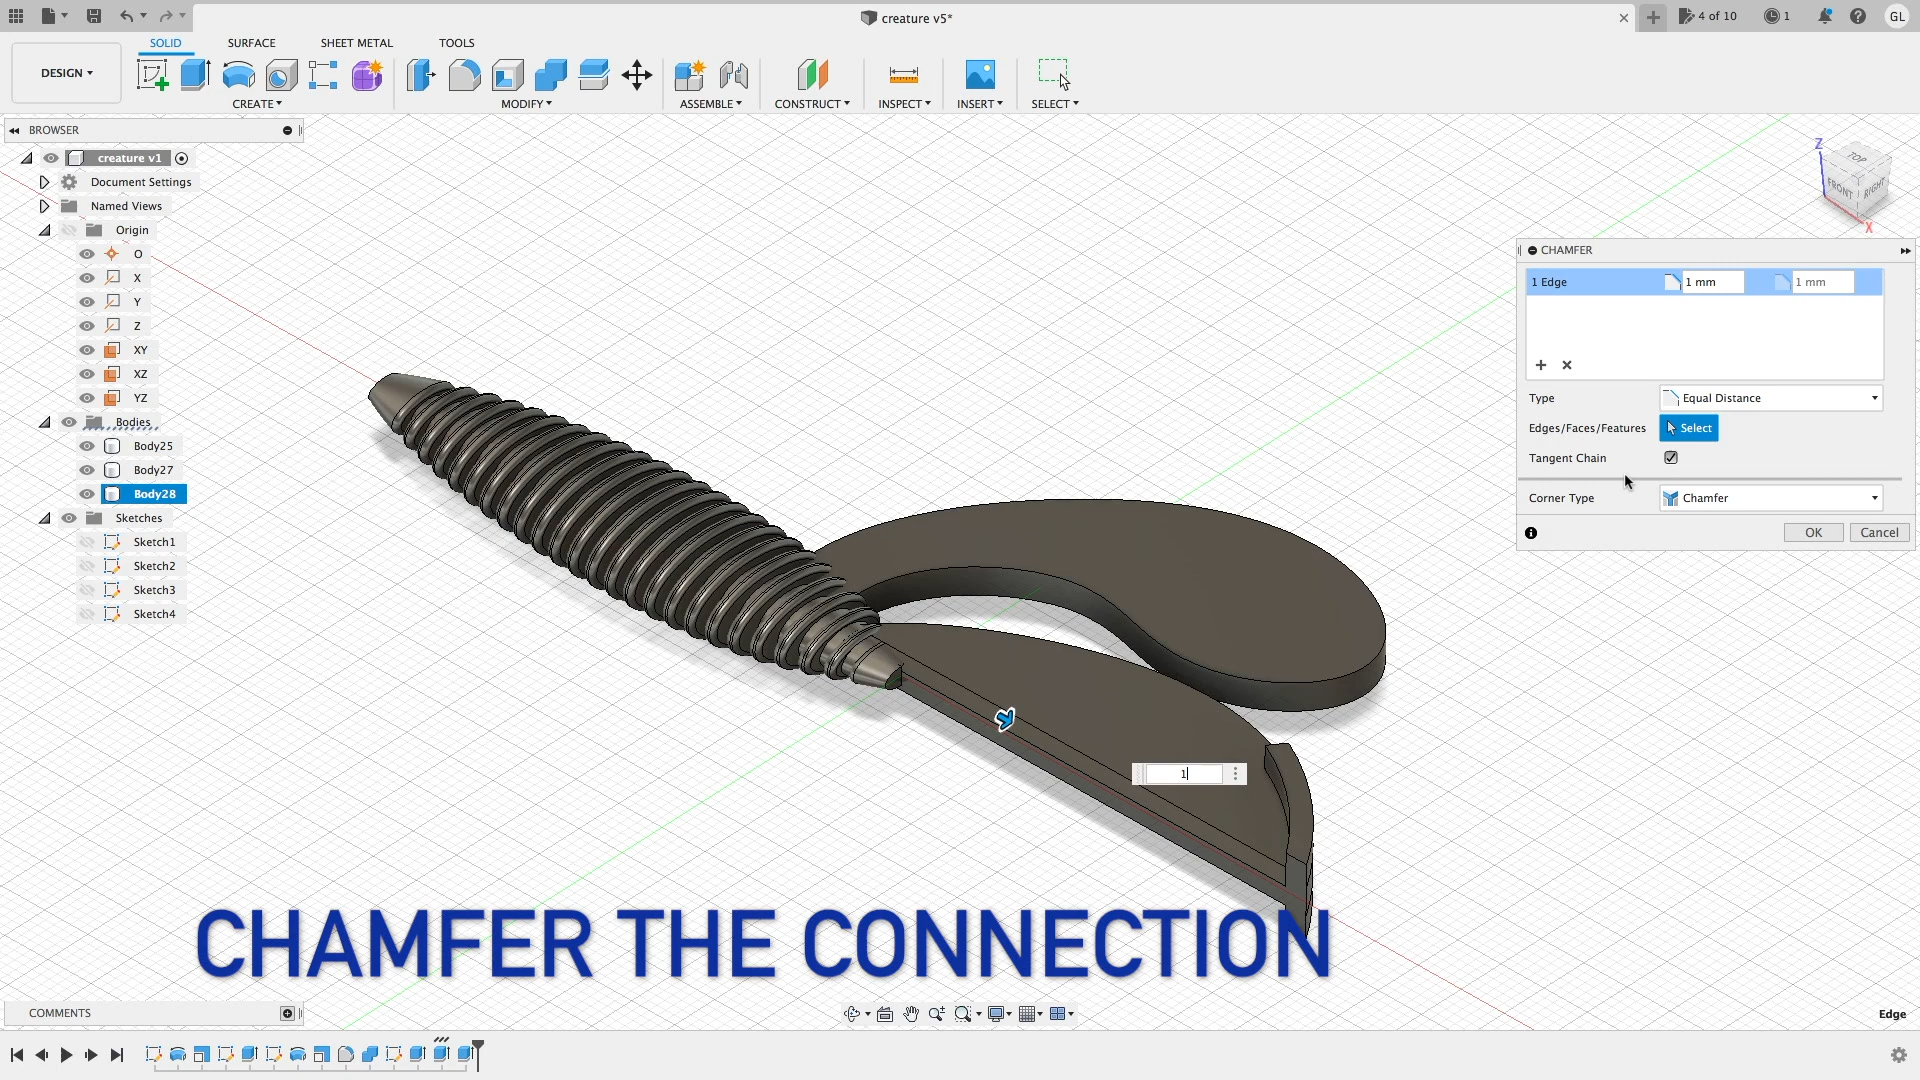 creature v5*
4 of 10
1
GL
SOLID
SURFACE
SHEET METAL
TOOLS
DESIGN
CREATE
MODIFY
ASSEMBLE
CONSTRUCT
INSPECT
INSERT
SELECT
BROWSER
creature v1
Document Settings
Named Views
Origin
O
X
Y
Z
XY
XZ
YZ
Bodies
Body25
Body27
Body28
Sketches
Sketch1
Sketch2
Sketch3
Sketch4
Z
TOP
FRONT
RIGHT
X
CHAMFER
1 Edge
1 mm
1 mm
Type
Equal Distance
Edges/Faces/Features
Select
Tangent Chain
Corner Type
Chamfer
OK
Cancel
1
CHAMFER THE CONNECTION
COMMENTS
Edge